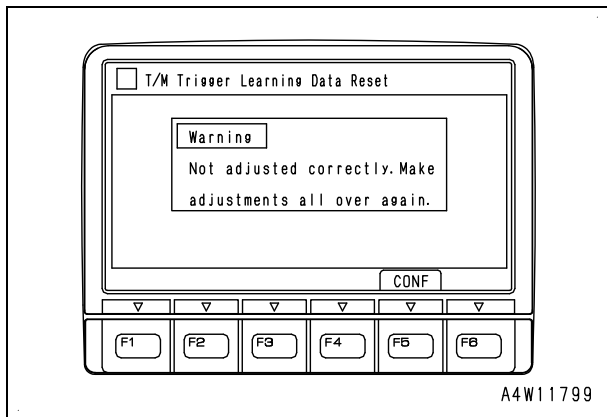 T/M Trigger Learning Data Reset
Warning
Not adjusted correctly. Make
adjustments all over again.
CONF
F1 F2 F3 F4 F5 F6
A4W11799